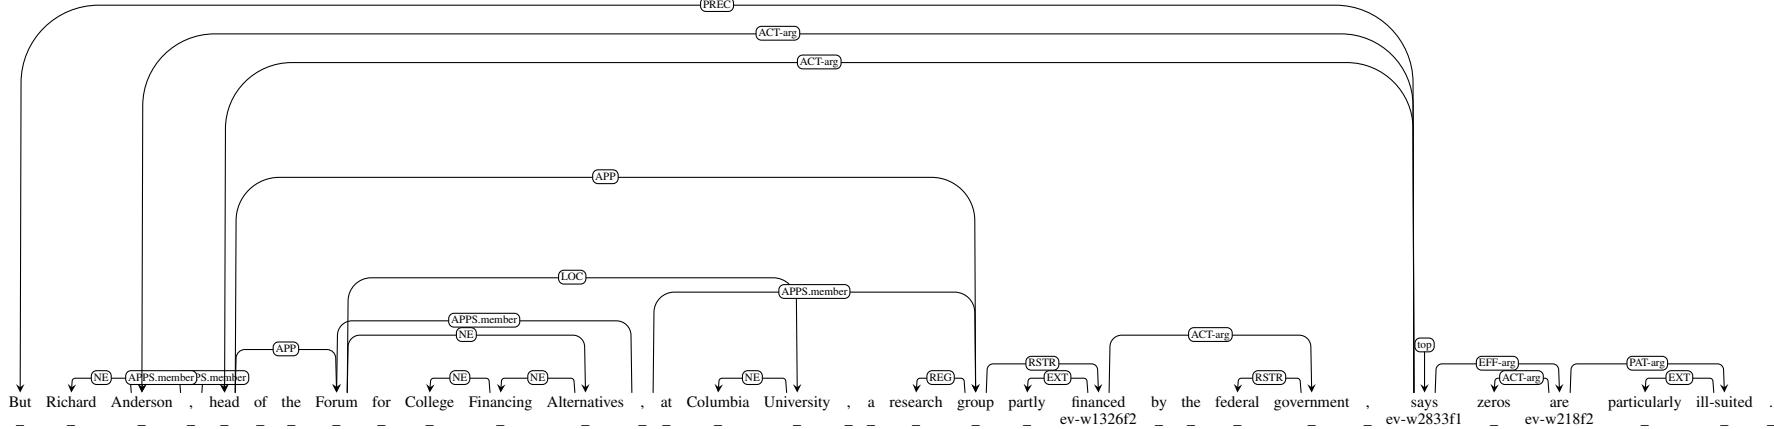 PREC
ACT-arg
ACT-arg
APP
LOC
APPS.member
APPS.member
NE
ACT-arg
APP
top
RSTR
EFF-arg
PAT-arg
NE APPS.member PS.member NE NE NE REG EXT RSTR ACT-arg EXT
But Richard Anderson , head of the Forum for College Financing Alternatives , at Columbia University , a research group partly financed by the federal government , says zeros are particularly ill-suited .
ev-w1326f2 ev-w2833f1 ev-w218f2